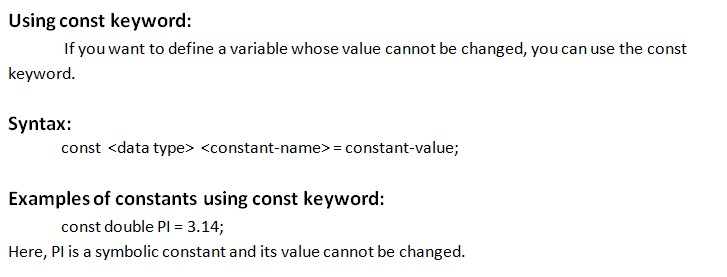 Using const keyword:
If you want to define a variable whose value cannot be changed, you can use the const
keyword.
Syntax:
const <data type> <constant-name> = constant-value;
Examples of constants using const keyword:
const double PI = 3.14;
Here, PI is a symbolic constant and its value cannot be changed.